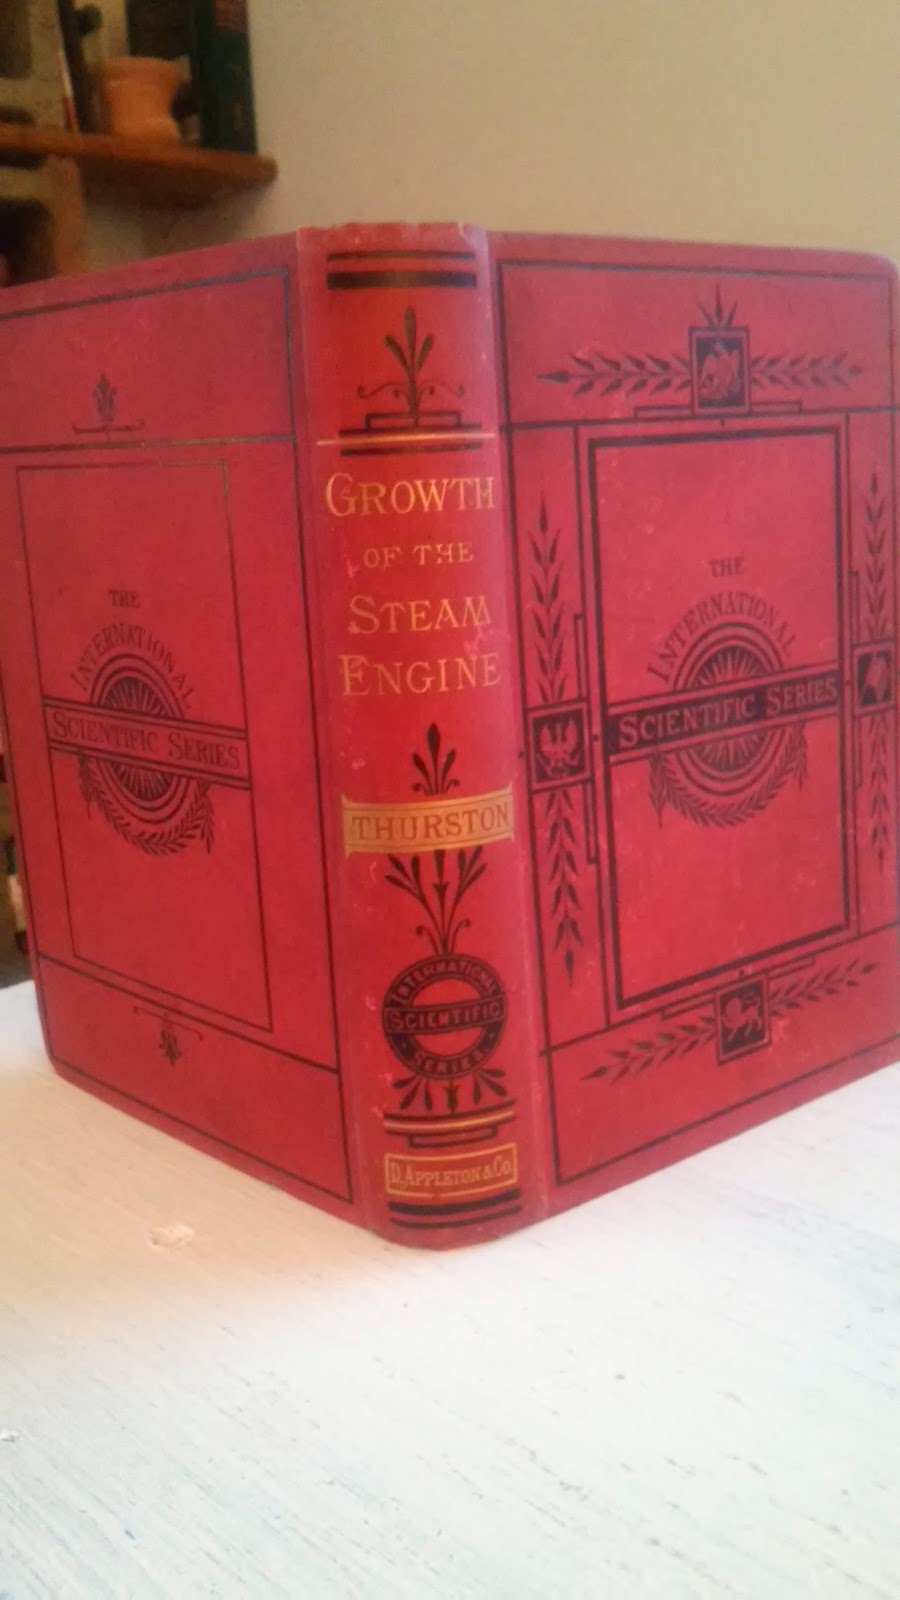 THE
INTERNATIONAL
SCIENTIFIC SERIES
GROWTH
OF THE
STEAM
ENGINE
THURSTON
INTERNATIONAL
SCIENTIFIC
SERIES.
D. APPLETON & Co.
THE
INTERNATIONAL
SCIENTIFIC SERIES